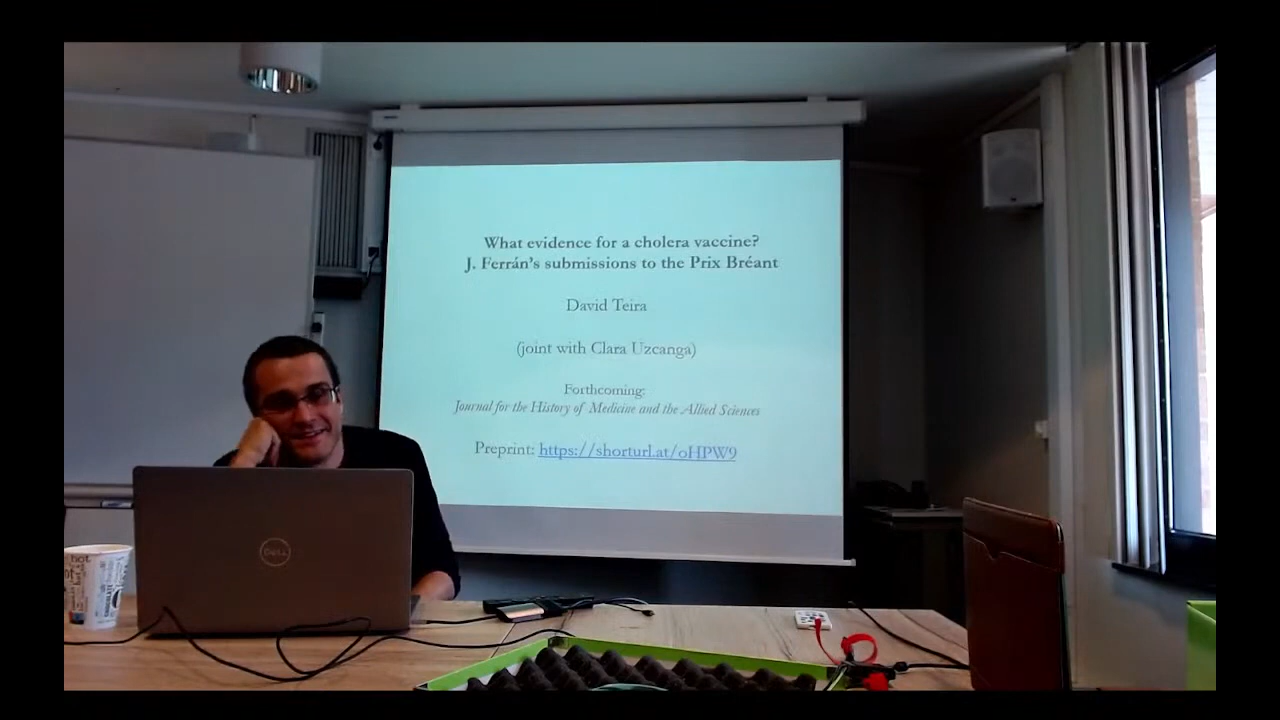 What evidence for a cholera vaccine?
J. Ferrán's submissions to the Prix Bréant
David Teira
(joint with Clara Uzcanga)
Forthcoming:
Journal for the History of Medicine and the Allied Sciences
Preprint: https://shorturl.at/oHPW9
DELL
hot